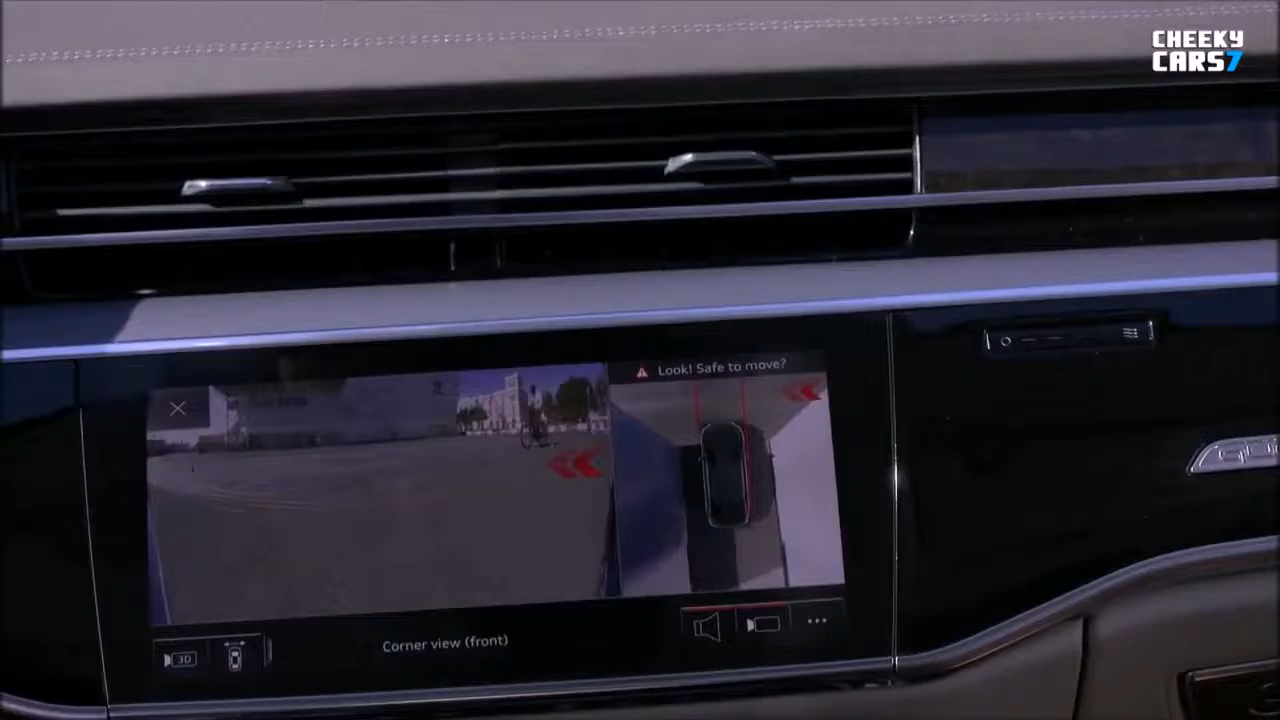 CHEEKY
CARS7
Look! Safe to move?
Corner view (front)
3D